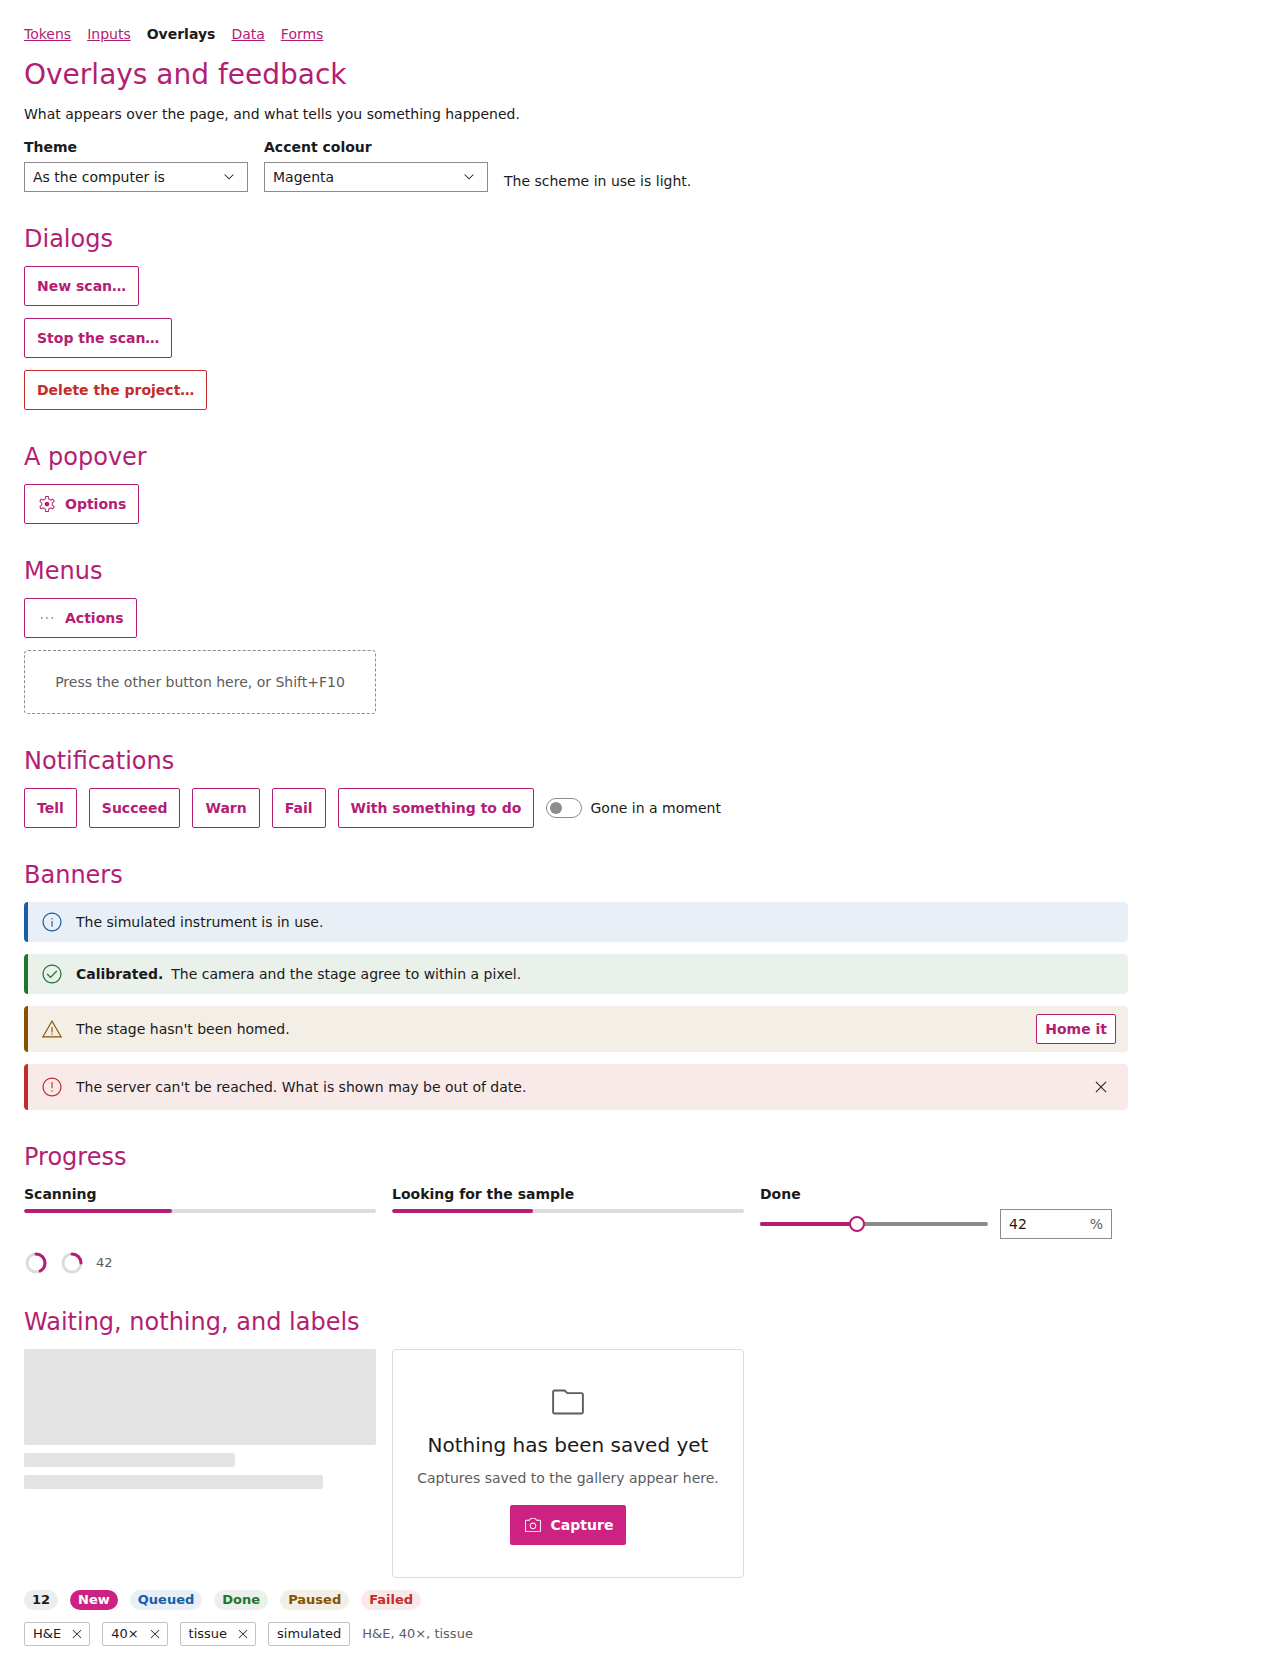 Tokens Inputs Overlays Data Forms
Overlays and feedback
What appears over the page, and what tells you something happened.
Theme Accent colour
As the computer is Magenta The scheme in use is light.
Dialogs
New scan...
Stop the scan...
Delete the project...
A popover
Options
Menus
Actions
Press the other button here, or Shift+F10
Notifications
Tell Succeed Warn Fail With something to do Gone in a moment
Banners
The simulated instrument is in use.
Calibrated. The camera and the stage agree to within a pixel.
The stage hasn't been homed. Home it
The server can't be reached. What is shown may be out of date.
Progress
Scanning Looking for the sample Done
42 %
42
Waiting, nothing, and labels
Nothing has been saved yet
Captures saved to the gallery appear here.
Capture
12 New Queued Done Paused Failed
H&E 40× tissue simulated H&E, 40×, tissue